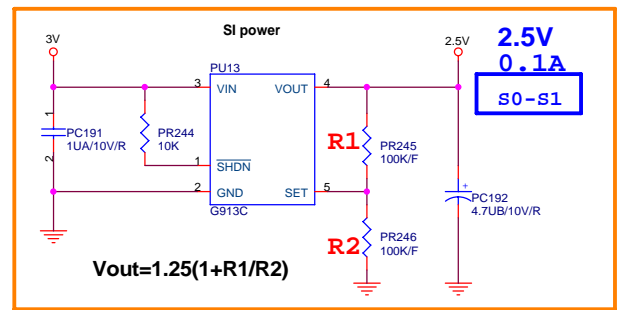 SI power
3V
2.5V
2.5V
0.1A
S0-S1
PU13
3
VIN
VOUT
4
1
2
PC191
1UA/10V/R
PR244
10K
1
SHDN
2
GND
SET
5
G913C
R1
PR245
100K/F
R2
PR246
100K/F
+
PC192
4.7UB/10V/R
Vout=1.25(1+R1/R2)